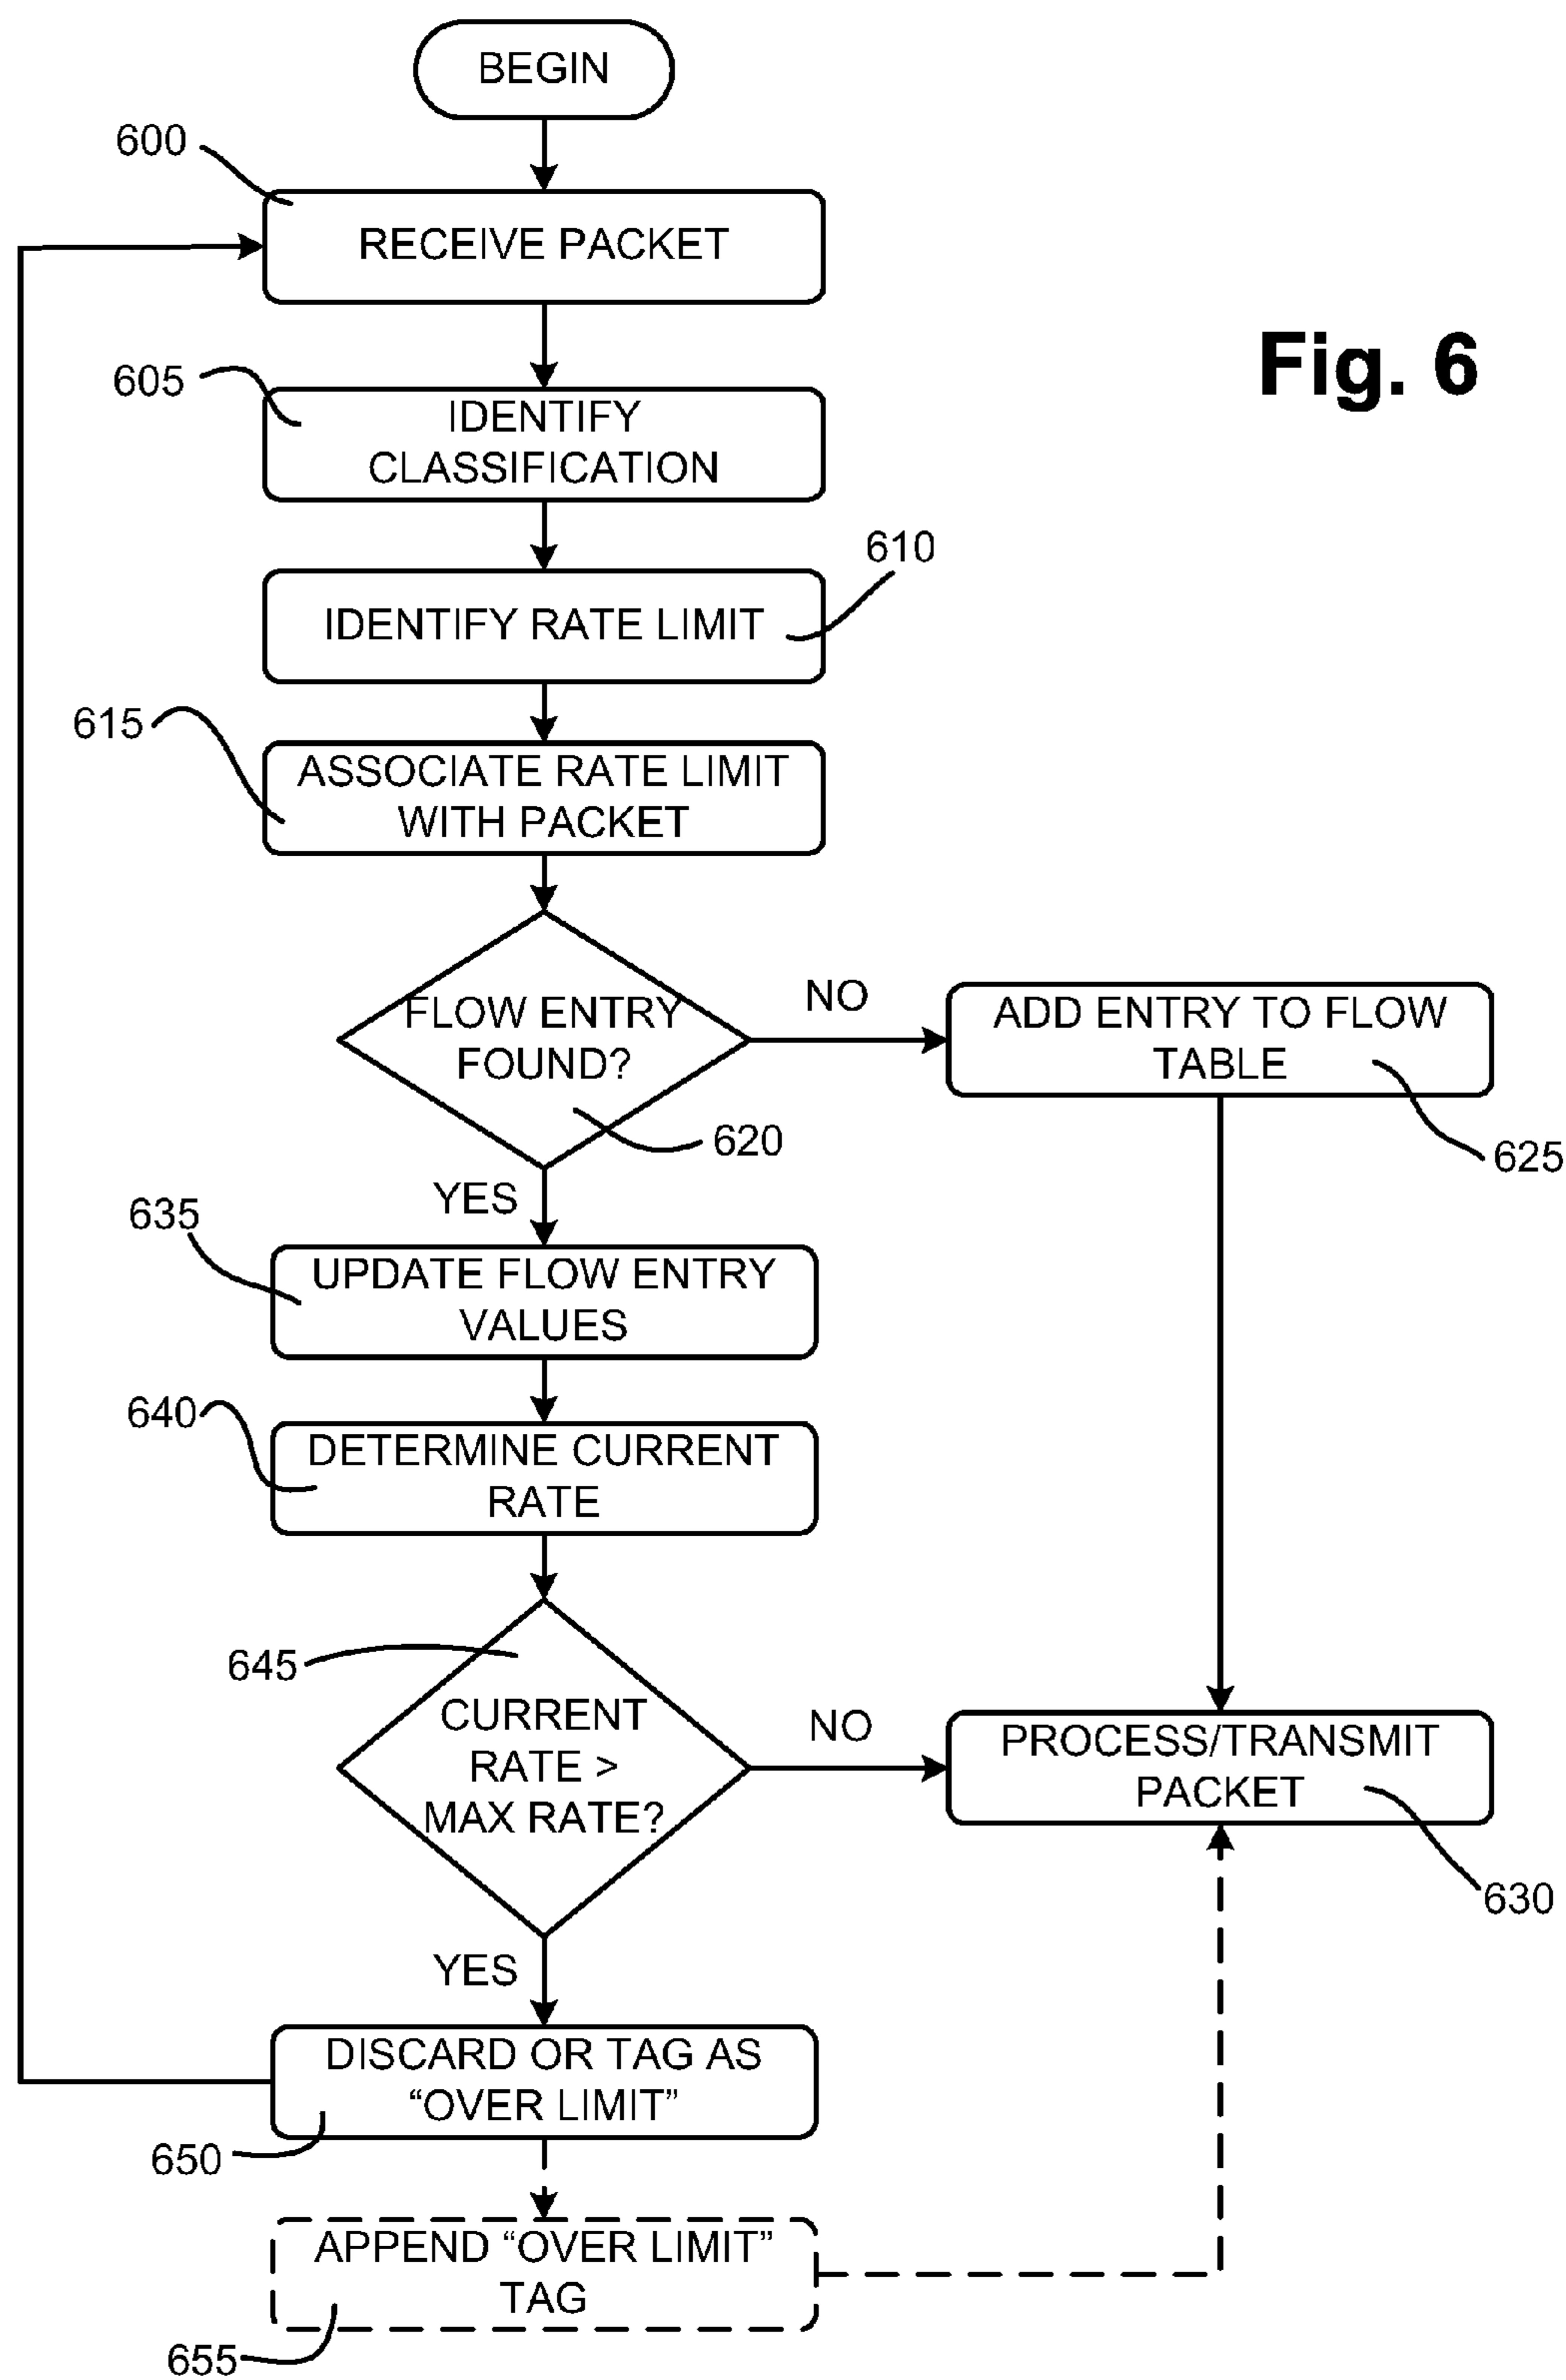 BEGIN
600
RECEIVE PACKET
Fig. 6
605
IDENTIFY
CLASSIFICATION
610
IDENTIFY RATE LIMIT
615
ASSOCIATE RATE LIMIT
WITH PACKET
FLOW ENTRY
FOUND?
NO
ADD ENTRY TO FLOW
TABLE
620
625
YES
635
UPDATE FLOW ENTRY
VALUES
640
DETERMINE CURRENT
RATE
645
CURRENT
RATE >
MAX RATE?
NO
PROCESS/TRANSMIT
PACKET
630
YES
DISCARD OR TAG AS
“OVER LIMIT”
650
APPEND “OVER LIMIT”
TAG
655